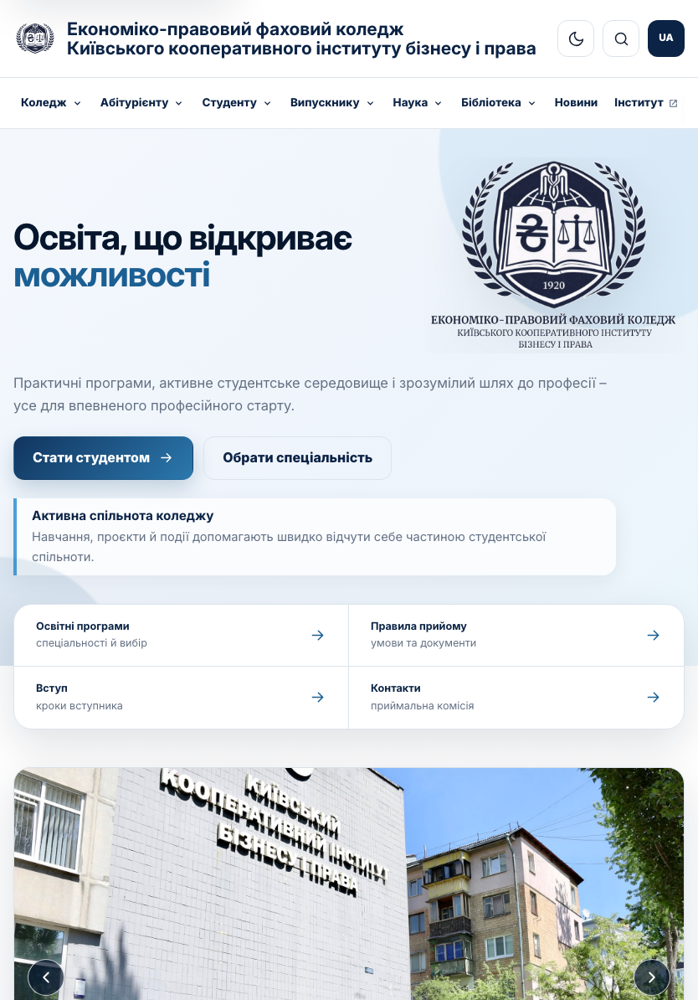 Економіко-правовий фаховий коледж
Київського кооперативного інституту бізнесу і права
UA
Коледж
Абітурієнту
Студенту
Випускнику
Наука
Бібліотека
Новини
Інститут
Освіта, що відкриває
можливості
₴
1920
ЕКОНОМІКО-ПРАВОВИЙ ФАХОВИЙ КОЛЕДЖ
КИЇВСЬКОГО КООПЕРАТИВНОГО ІНСТИТУТУ
БІЗНЕСУ І ПРАВА
Практичні програми, активне студентське середовище і зрозумілий шлях до професії –
усе для впевненого професійного старту.
Стати студентом
Обрати спеціальність
Активна спільнота коледжу
Навчання, проєкти й події допомагають швидко відчути себе частиною студентської
спільноти.
Освітні програми
спеціальності й вибір
Правила прийому
умови та документи
Вступ
кроки вступника
Контакти
приймальна комісія
КИЇВСЬКИЙ
КООПЕРАТИВНИЙ ІНСТИТУТ
БІЗНЕСУ І ПРАВА